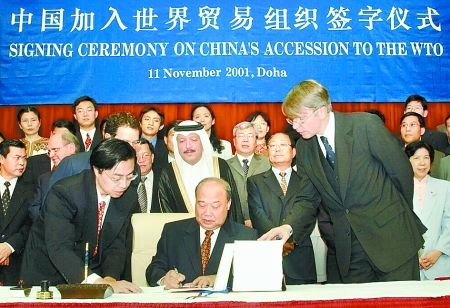 中国加入世界贸易组织签字仪式
SIGNING CEREMONY ON CHINA'S ACCESSION TO THE WTO
11 November 2001, Doha